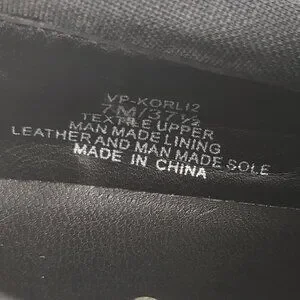 VP-KORLI2
7M/37½
TEXTILE UPPER
MAN MADE LINING
LEATHER AND MAN MADE SOLE
MADE IN CHINA